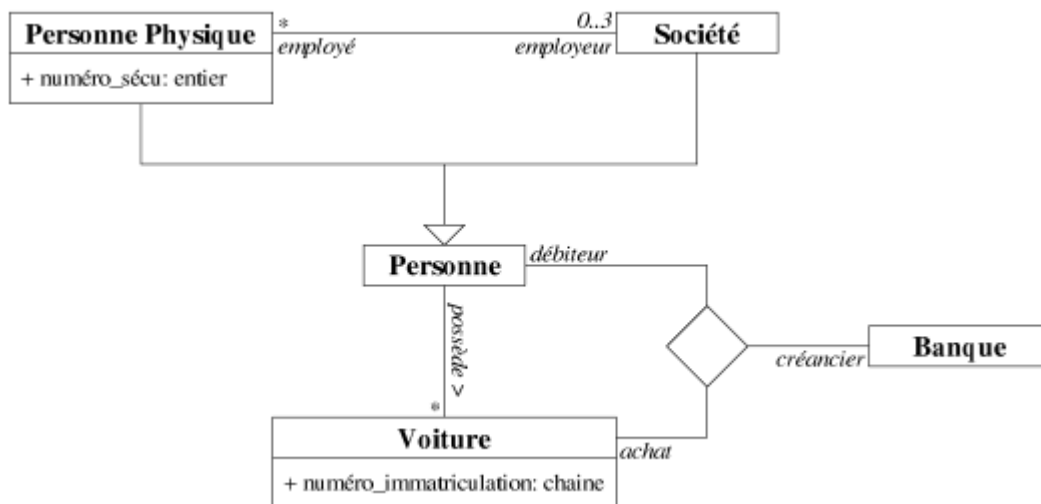 Personne Physique
+ numéro_sécu: entier
*
employé
0..3
employeur
Société
Personne
débiteur
possède >
*
créancier
Banque
Voiture
+ numéro_immatriculation: chaine
achat